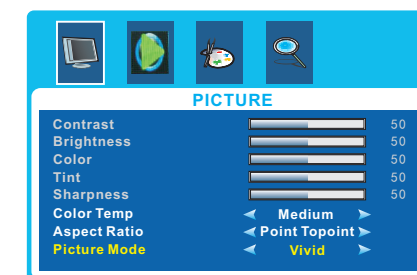 PICTURE
Contrast 50
Brightness 50
Color 50
Tint 50
Sharpness 50
Color Temp Medium
Aspect Ratio Point Topoint
Picture Mode Vivid